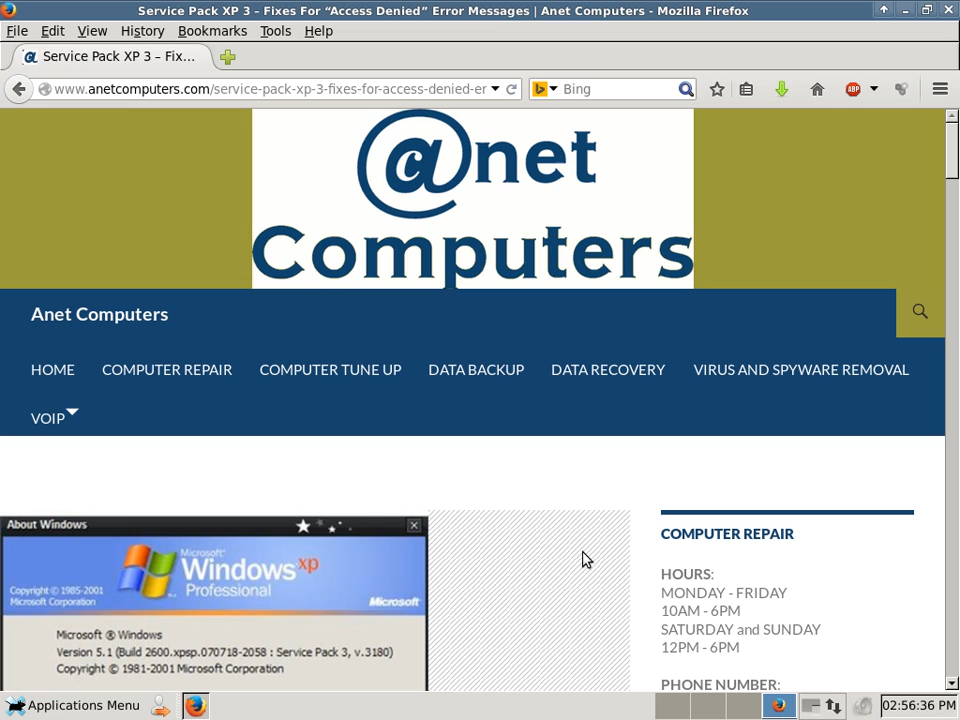 Service Pack XP 3 – Fixes For “Access Denied” Error Messages | Anet Computers - Mozilla Firefox
File Edit View History Bookmarks Tools Help
@ Service Pack XP 3 – Fix...
www.anetcomputers.com/service-pack-xp-3-fixes-for-access-denied-er
Bing
ABP
@net
Computers
Anet Computers
HOME COMPUTER REPAIR COMPUTER TUNE UP DATA BACKUP DATA RECOVERY VIRUS AND SPYWARE REMOVAL
VOIP
About Windows
Microsoft®
Windows xp
Professional
Copyright © 1985-2001
Microsoft Corporation
Microsoft
Microsoft ® Windows
Version 5.1 (Build 2600.xpsp.070718-2058 : Service Pack 3, v.3180)
Copyright © 1981-2001 Microsoft Corporation
COMPUTER REPAIR
HOURS:
MONDAY - FRIDAY
10AM - 6PM
SATURDAY and SUNDAY
12PM - 6PM
PHONE NUMBER:
Applications Menu
02:56:36 PM